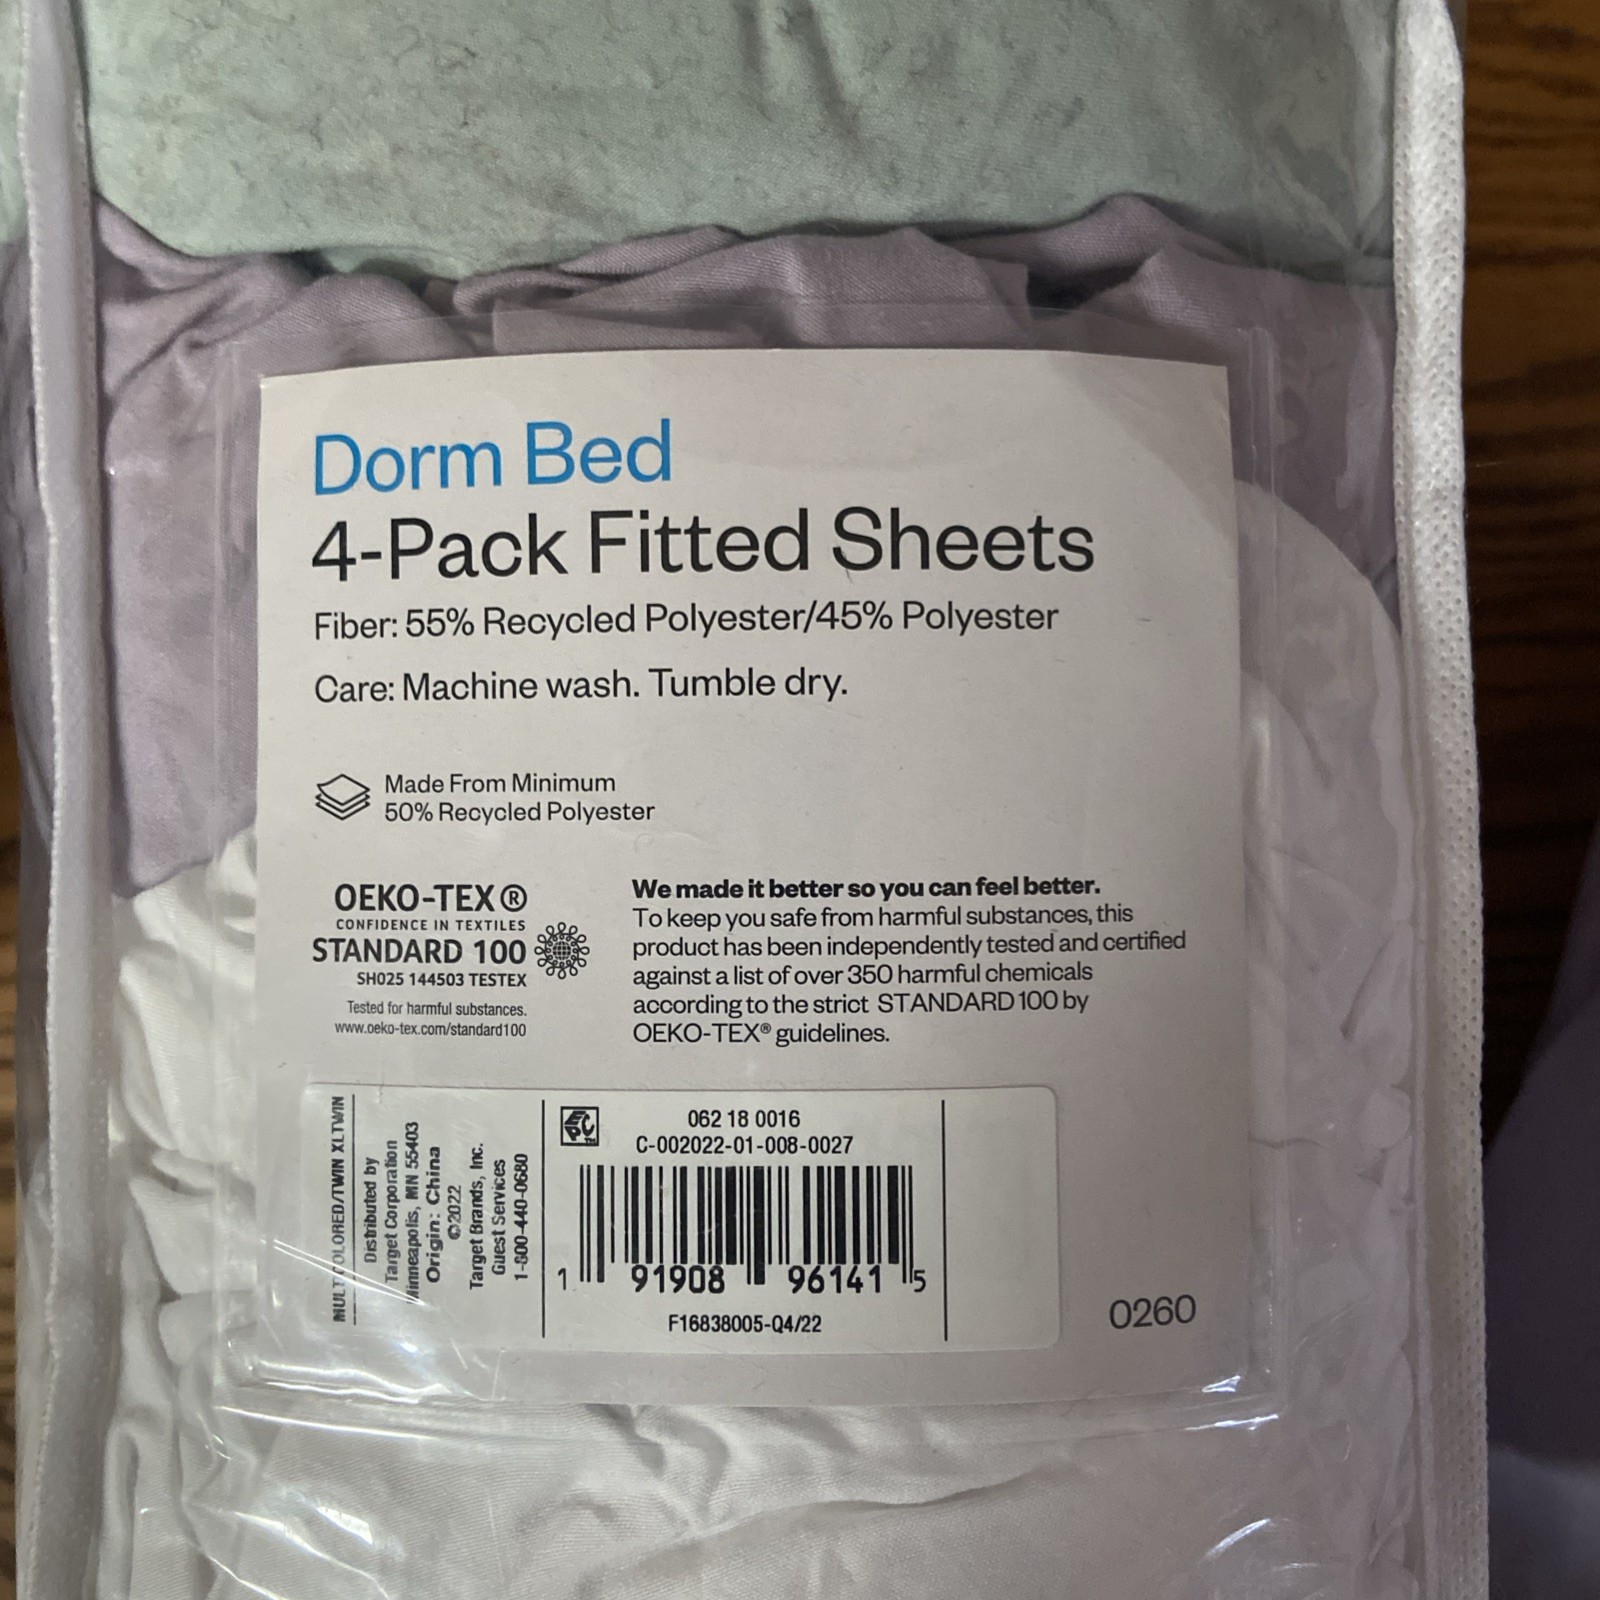 Dorm Bed
4-Pack Fitted Sheets
Fiber: 55% Recycled Polyester/45% Polyester
Care: Machine wash. Tumble dry.
Made From Minimum
50% Recycled Polyester
OEKO-TEX®
CONFIDENCE IN TEXTILES
STANDARD 100
SH025 144503 TESTEX
Tested for harmful substances.
www.oeko-tex.com/standard100
We made it better so you can feel better.
To keep you safe from harmful substances, this
product has been independently tested and certified
against a list of over 350 harmful chemicals
according to the strict STANDARD 100 by
OEKO-TEX® guidelines.
MULTICOLORED/TWIN XLTWIN
Distributed by
Target Corporation
Minneapolis, MN 55403
Origin: China
©2022
Target Brands, Inc.
Guest Services
1-800-440-0680
EPC™
062 18 0016
C-002022-01-008-0027
1 91908 96141 5
F16838005-Q4/22
0260